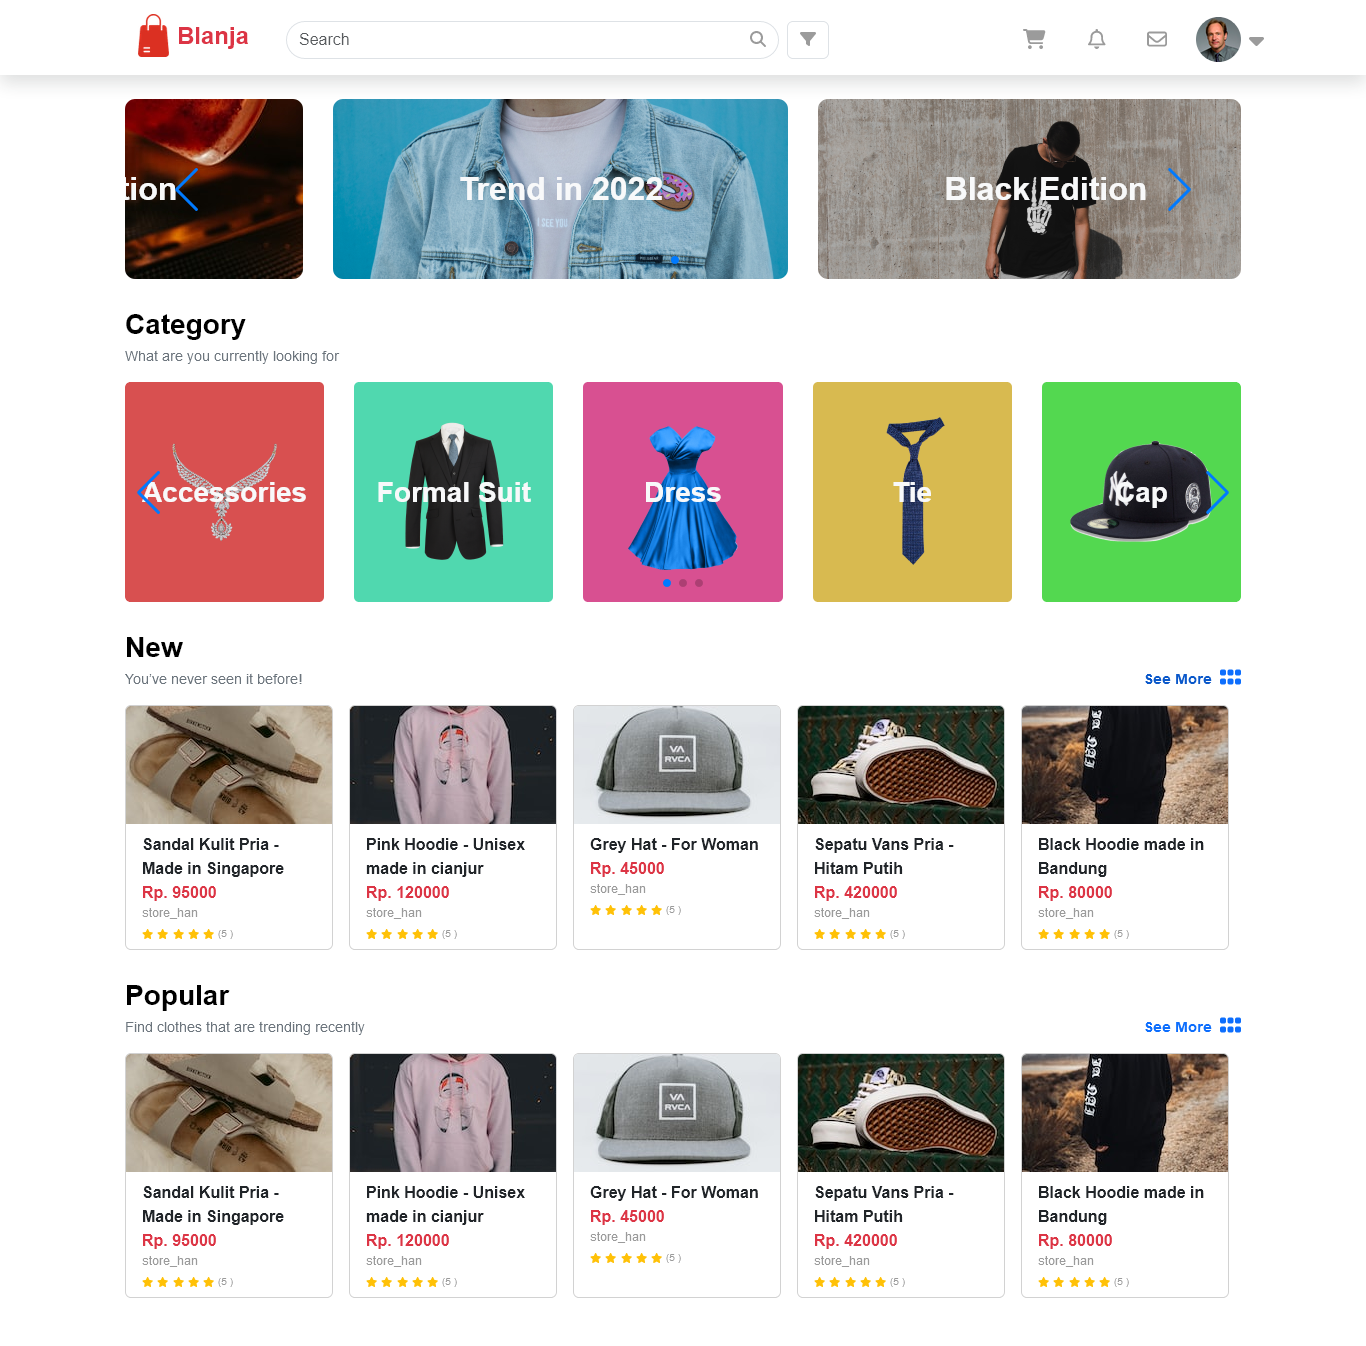 Blanja
Search
tion
Trend in 2022
I SEE YOU
Black Edition
Category
What are you currently looking for
Accessories
Formal Suit
Dress
Tie
Cap
New
You've never seen it before!
See More
VA
RVCA
Sandal Kulit Pria -
Made in Singapore
Rp. 95000
store_han
(5 )
Pink Hoodie - Unisex
made in cianjur
Rp. 120000
store_han
(5 )
Grey Hat - For Woman
Rp. 45000
store_han
(5 )
Sepatu Vans Pria -
Hitam Putih
Rp. 420000
store_han
(5 )
Black Hoodie made in
Bandung
Rp. 80000
store_han
(5 )
Popular
Find clothes that are trending recently
See More
VA
RVCA
Sandal Kulit Pria -
Made in Singapore
Rp. 95000
store_han
(5 )
Pink Hoodie - Unisex
made in cianjur
Rp. 120000
store_han
(5 )
Grey Hat - For Woman
Rp. 45000
store_han
(5 )
Sepatu Vans Pria -
Hitam Putih
Rp. 420000
store_han
(5 )
Black Hoodie made in
Bandung
Rp. 80000
store_han
(5 )